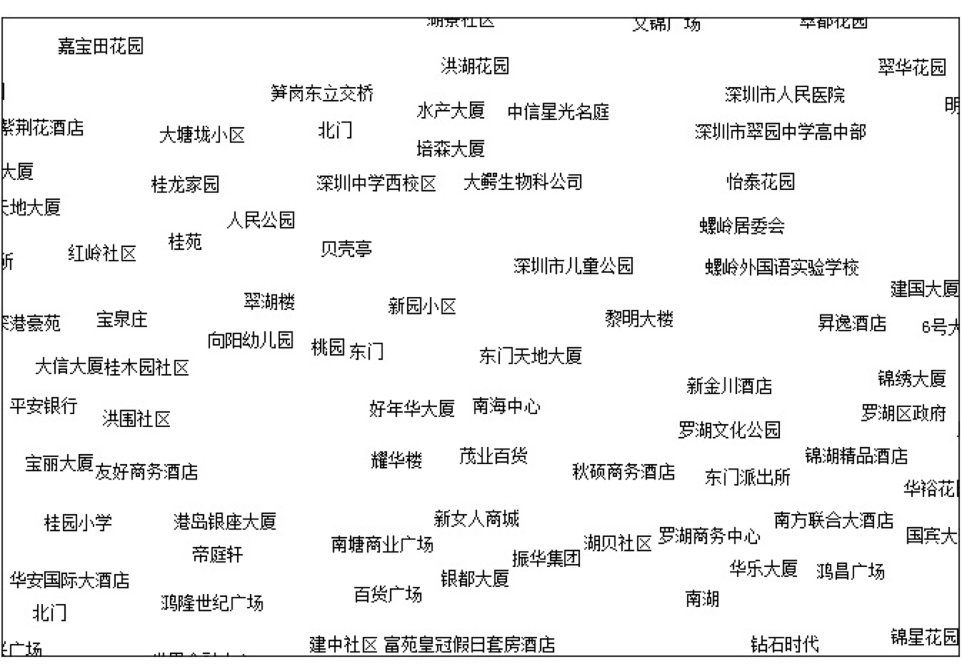 湖景社区
文锦广场
翠都花园
嘉宝田花园
洪湖花园
翠华花园
笋岗东立交桥
深圳市人民医院
水产大厦
中信星光名庭
明
紫荆花酒店
大塘垅小区
北门
深圳市翠园中学高中部
培森大厦
大厦
桂龙家园
深圳中学西校区
大鳄生物科公司
怡泰花园
天地大厦
人民公园
螺岭居委会
桂苑
红岭社区
贝壳亭
所
深圳市儿童公园
螺岭外国语实验学校
建国大厦
翠湖楼
新园小区
深港豪苑
宝泉庄
黎明大楼
昇逸酒店
6号大
向阳幼儿园
桃园
东门
东门天地大厦
大信大厦
桂木园社区
新金川酒店
锦绣大厦
平安银行
洪围社区
好年华大厦
南海中心
罗湖区政府
罗湖文化公园
宝丽大厦
友好商务酒店
耀华楼
茂业百货
秋硕商务酒店
东门派出所
锦湖精品酒店
华裕花园
桂园小学
港岛银座大厦
新女人商城
南方联合大酒店
帝庭轩
南塘商业广场
振华集团
湖贝社区
罗湖商务中心
国宾大
华安国际大酒店
银都大厦
华乐大厦
鸿昌广场
北门
鸿隆世纪广场
百货广场
南湖
广场
建中社区
富苑皇冠假日套房酒店
钻石时代
锦星花园